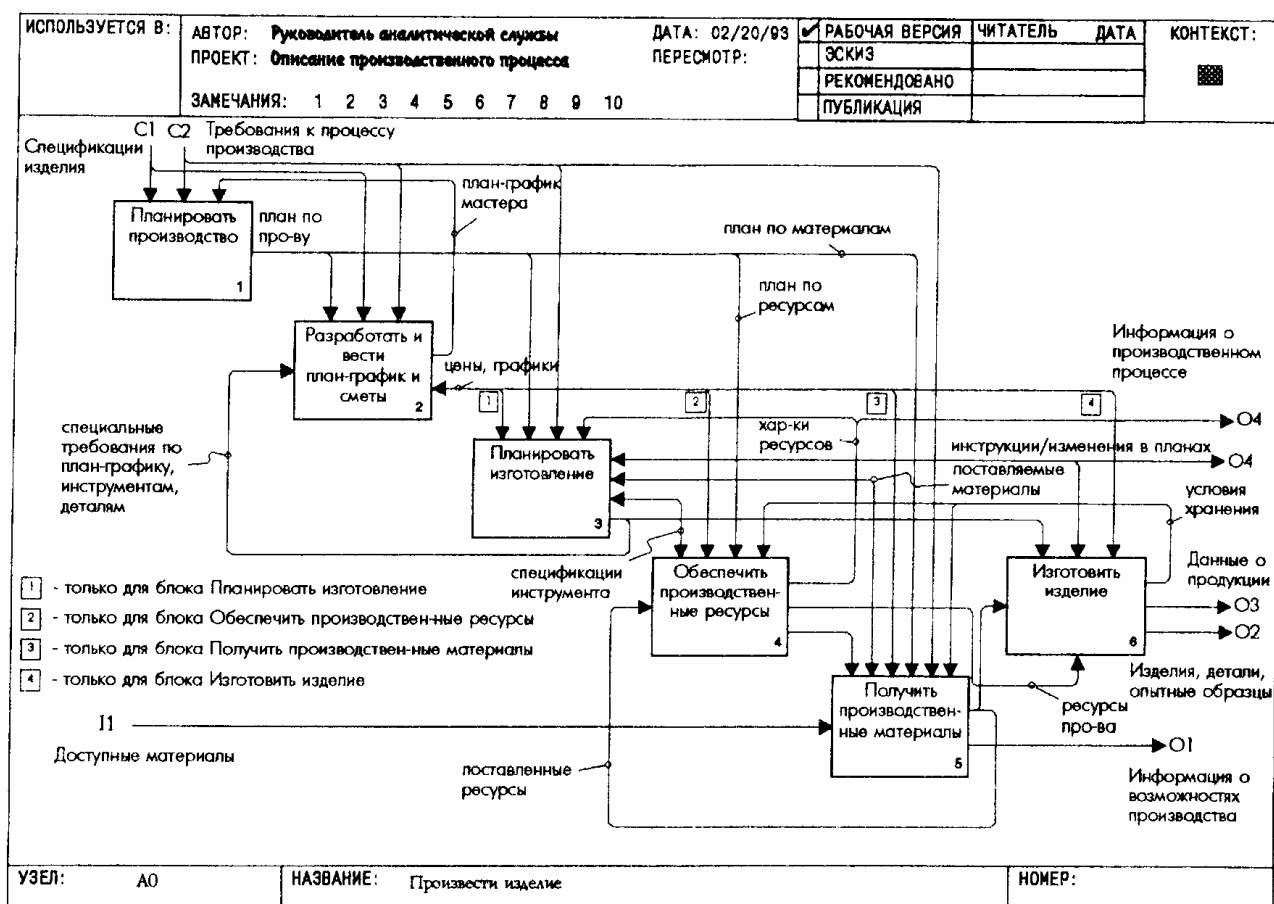 ИСПОЛЬЗУЕТСЯ В:
АВТОР: Руководитель аналитической службы
ДАТА: 02/20/93
ПРОЕКТ: Описание производственного процесса
ПЕРЕСМОТР:
ЗАМЕЧАНИЯ: 1 2 3 4 5 6 7 8 9 10
РАБОЧАЯ ВЕРСИЯ
ЭСКИЗ
РЕКОМЕНДОВАНО
ПУБЛИКАЦИЯ
ЧИТАТЕЛЬ ДАТА
КОНТЕКСТ:
C1 C2
Спецификации
изделия
Требования к процессу
производства
Планировать
производство
1
план по
про-ву
план-график
мастера
план по материалам
план по
ресурсам
Разработать и
вести
план-график и
сметы
2
цены, графики
1
2
3
4
Информация о
производственном
процессе
O4
специальные
требования по
план-графику,
инструментам,
деталям
Планировать
изготовление
3
хар-ки
ресурсов
инструкции/изменения в планах
O4
поставляемые
материалы
условия
хранения
спецификации
инструмента
Обеспечить
производствен-
ные ресурсы
4
Изготовить
изделие
6
Данные о
продукции
O3
O2
Изделия, детали,
опытные образцы
1 - только для блока Планировать изготовление
2 - только для блока Обеспечить производствен-ные ресурсы
3 - только для блока Получить производствен-ные материалы
4 - только для блока Изготовить изделие
Получить
производствен-
ные материалы
5
ресурсы
про-ва
I1
Доступные материалы
поставленные
ресурсы
O1
Информация о
возможностях
производства
УЗЕЛ: A0
НАЗВАНИЕ: Произвести изделие
НОМЕР: